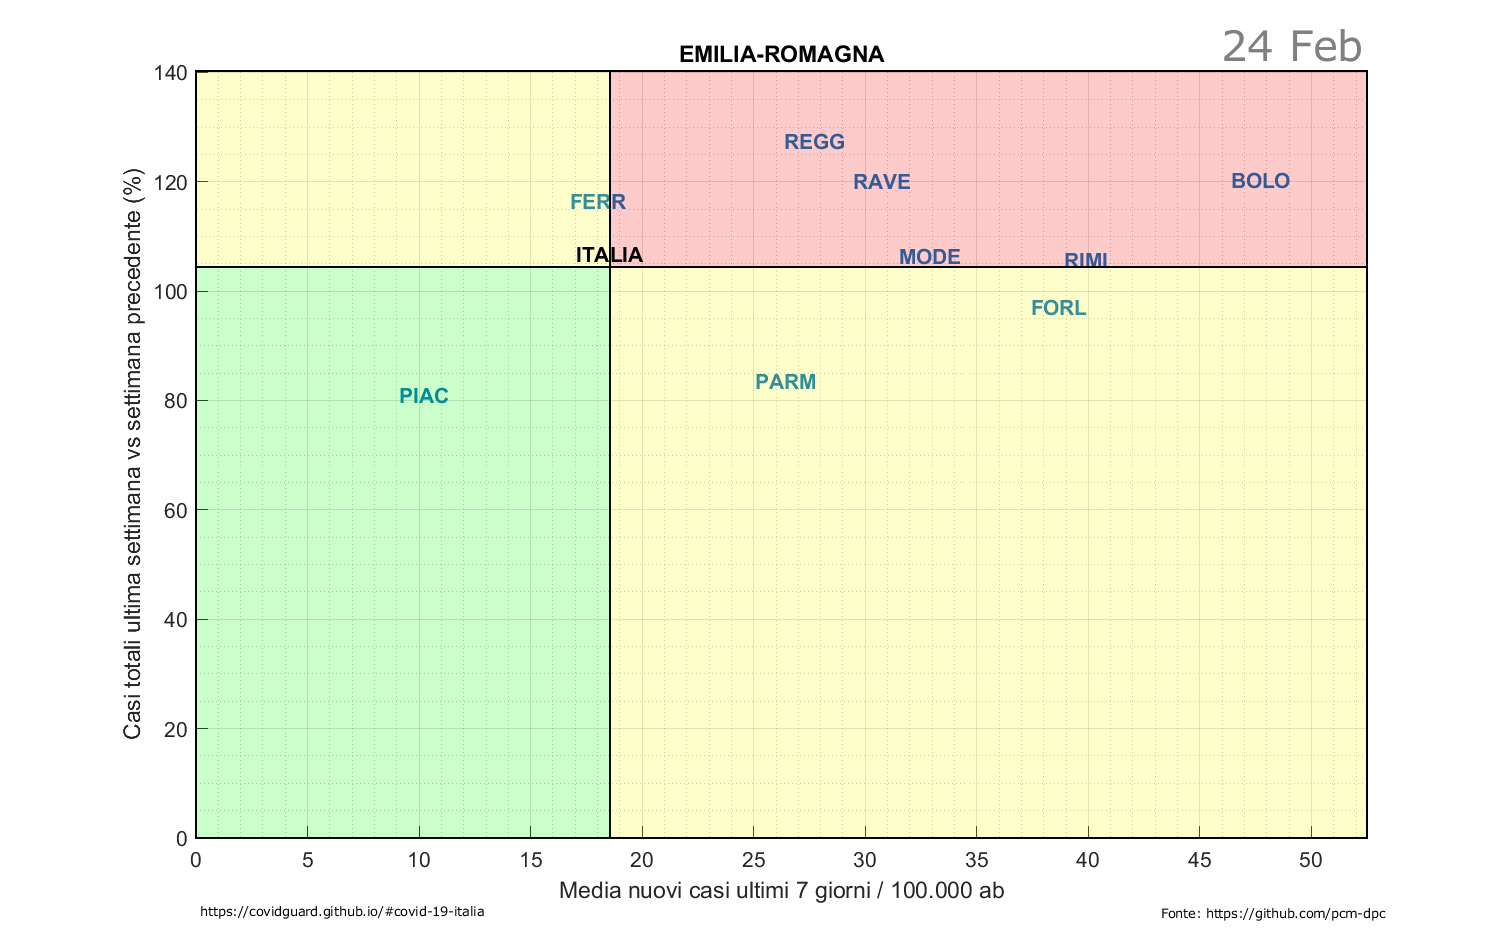 24 Feb
EMILIA-ROMAGNA
140
120
100
80
60
40
20
0
Casi totali ultima settimana vs settimana precedente (%)
REGG
RAVE
BOLO
FERR
ITALIA
MODE
RIMI
FORL
PARM
PIAC
0 5 10 15 20 25 30 35 40 45 50
Media nuovi casi ultimi 7 giorni / 100.000 ab
https://covidguard.github.io/#covid-19-italia
Fonte: https://github.com/pcm-dpc